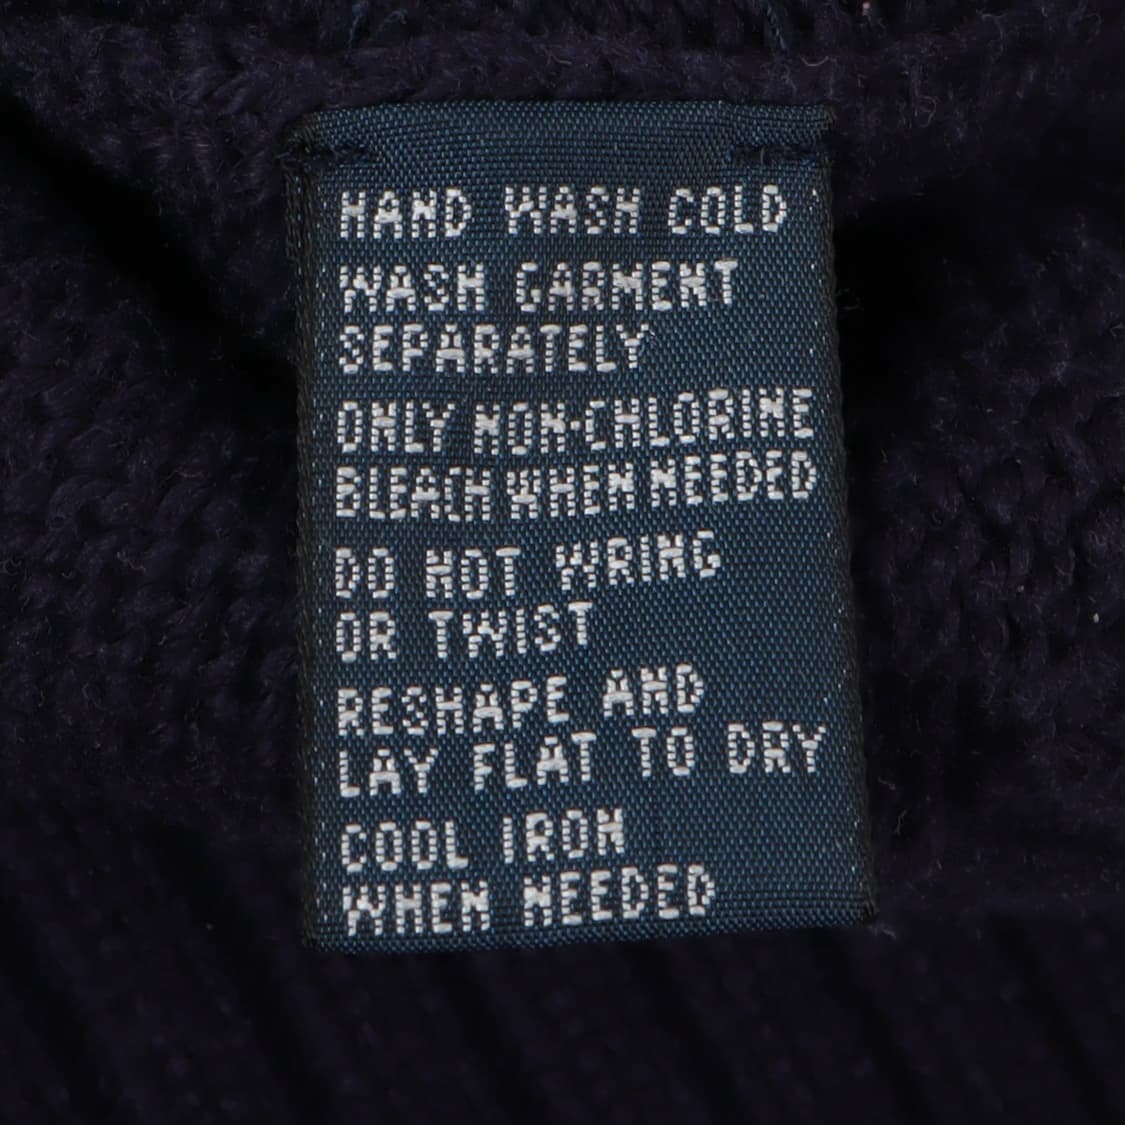 HAND WASH COLD
WASH GARMENT
SEPARATELY
ONLY NON-CHLORINE
BLEACH WHEN NEEDED
DO NOT WRING
OR TWIST
RESHAPE AND
LAY FLAT TO DRY
COOL IRON
WHEN NEEDED